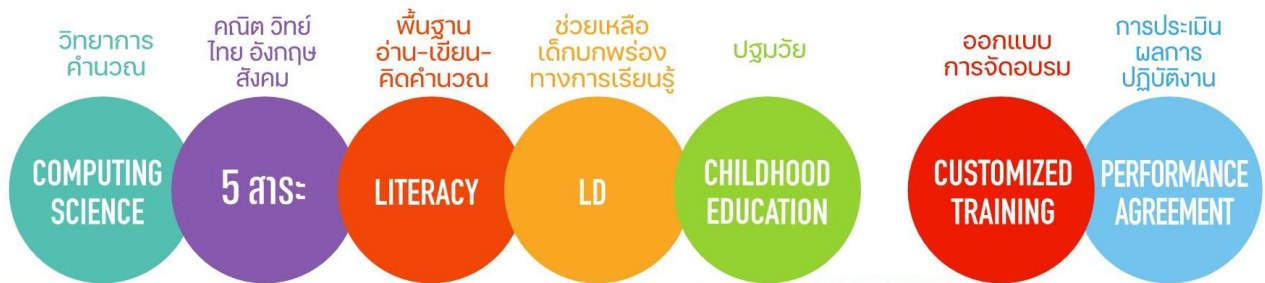 วิทยาการ
คำนวณ
คณิต วิทย์
ไทย อังกฤษ
สังคม
พื้นฐาน
อ่าน-เขียน-
คิดคำนวณ
ช่วยเหลือ
เด็กบกพร่อง
ทางการเรียนรู้
ปฐมวัย
ออกแบบ
การจัดอบรม
การประเมิน
ผลการ
ปฏิบัติงาน
COMPUTING
SCIENCE
5 สาระ
LITERACY
LD
CHILDHOOD
EDUCATION
CUSTOMIZED
TRAINING
PERFORMANCE
AGREEMENT